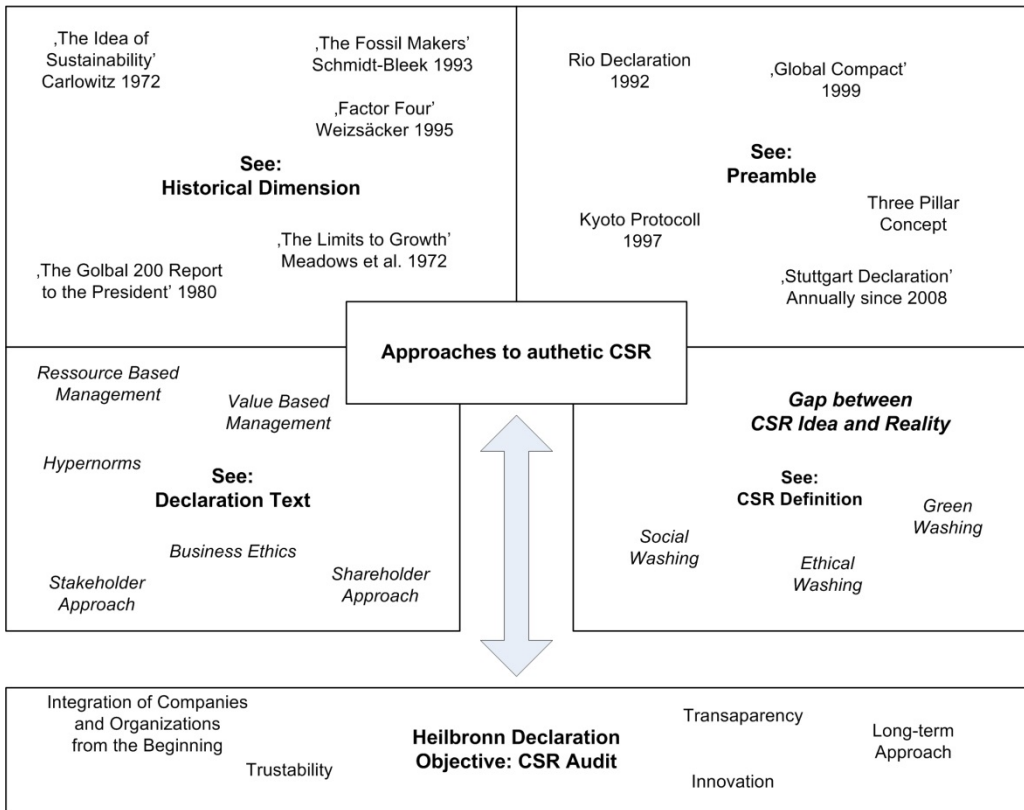 ‚The Idea of
Sustainability’
Carlowitz 1972
‚The Fossil Makers’
Schmidt-Bleek 1993
‚Factor Four’
Weizsäcker 1995
See:
Historical Dimension
‚The Limits to Growth’
Meadows et al. 1972
‚The Golbal 200 Report
to the President’ 1980
Rio Declaration
1992
‚Global Compact’
1999
See:
Preamble
Three Pillar
Concept
Kyoto Protocoll
1997
‚Stuttgart Declaration’
Annually since 2008
Approaches to authetic CSR
Ressource Based
Management
Value Based
Management
Hypernorms
See:
Declaration Text
Business Ethics
Stakeholder
Approach
Shareholder
Approach
Gap between
CSR Idea and Reality
See:
CSR Definition
Green
Washing
Social
Washing
Ethical
Washing
Integration of Companies
and Organizations
from the Beginning
Trustability
Heilbronn Declaration
Objective: CSR Audit
Transaparency
Long-term
Approach
Innovation